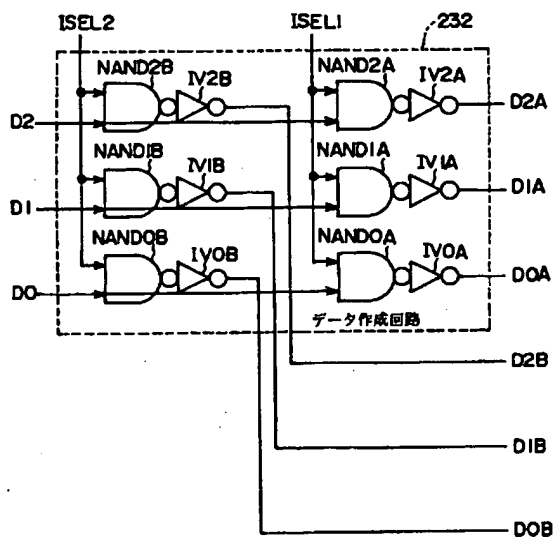 ISEL2
ISEL1
232
NAND2B
IV2B
NAND2A
IV2A
D2
D2A
NAND1B
IV1B
NAND1A
IV1A
D1
D1A
NAND0B
IV0B
NAND0A
IV0A
D0
D0A
データ作成回路
D2B
D1B
D0B